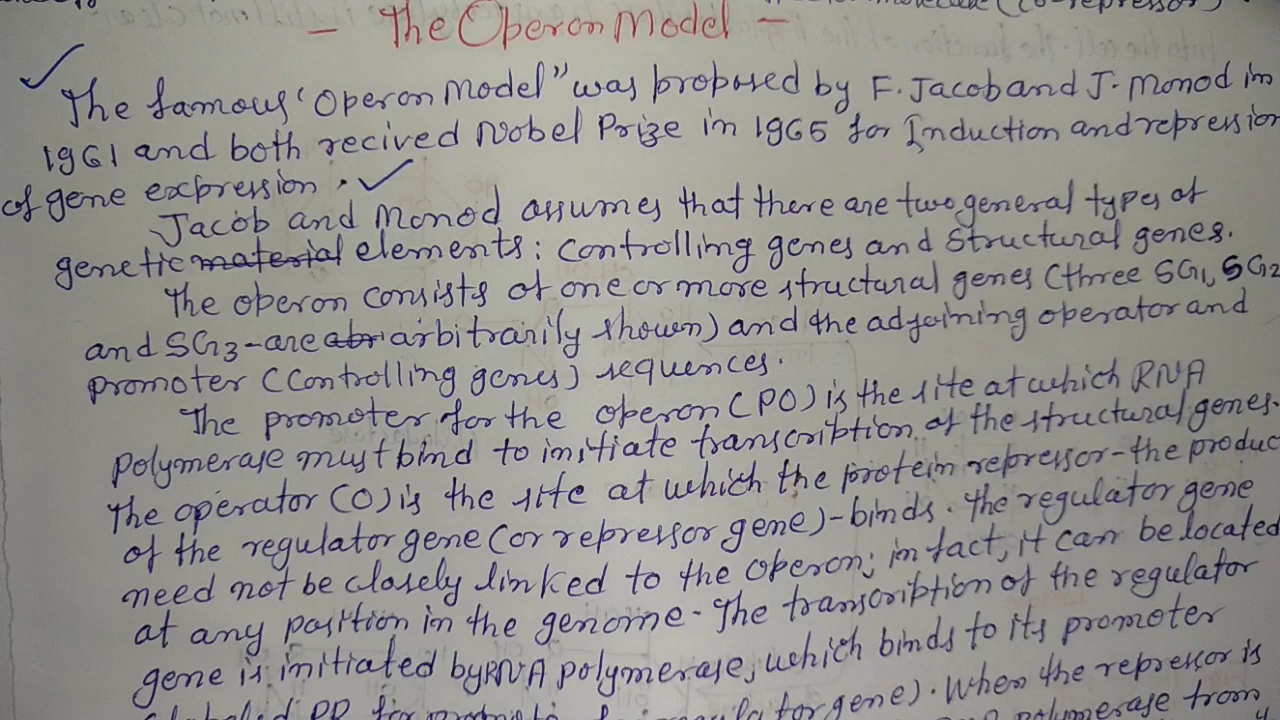 (co-repressor)
- The Operon Model -
The famous 'Operon Model" was proposed by F. Jacob and J. Monod in
1961 and both recived Nobel Prize in 1965 for Induction and repression
of gene expression.
Jacob and Monod assumes that there are two general types of
genetic material elements: Controlling genes and Structural genes.
The operon consists of one or more structural genes (three SG1, SG2
and SG3-are abr arbitrarily shown) and the adjoining operator and
promoter (Controlling genes) sequences.
The promoter for the operon (PO) is the site at which RNA
polymerase must bind to initiate transcription of the structural genes.
The operator (O) is the site at which the protein repressor-the produc
of the regulator gene (or repressor gene)-binds. The regulator gene
need not be closely linked to the operon; in fact, it can be located
at any position in the genome- The transcription of the regulator
gene is initiated by RNA polymerase, which binds to its promoter
PR for gene). When the repressor is
polymerase from